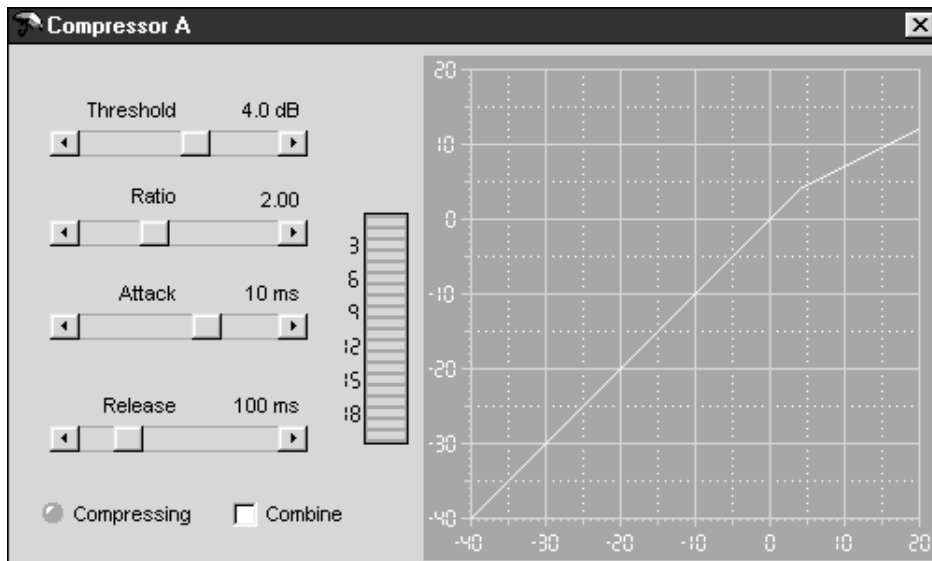 Compressor A
Threshold 4.0 dB
Ratio 2.00
Attack 10 ms
Release 100 ms
Compressing Combine
3
6
9
12
15
18
20
10
0
-10
-20
-30
-40
-40 -30 -20 -10 0 10 20